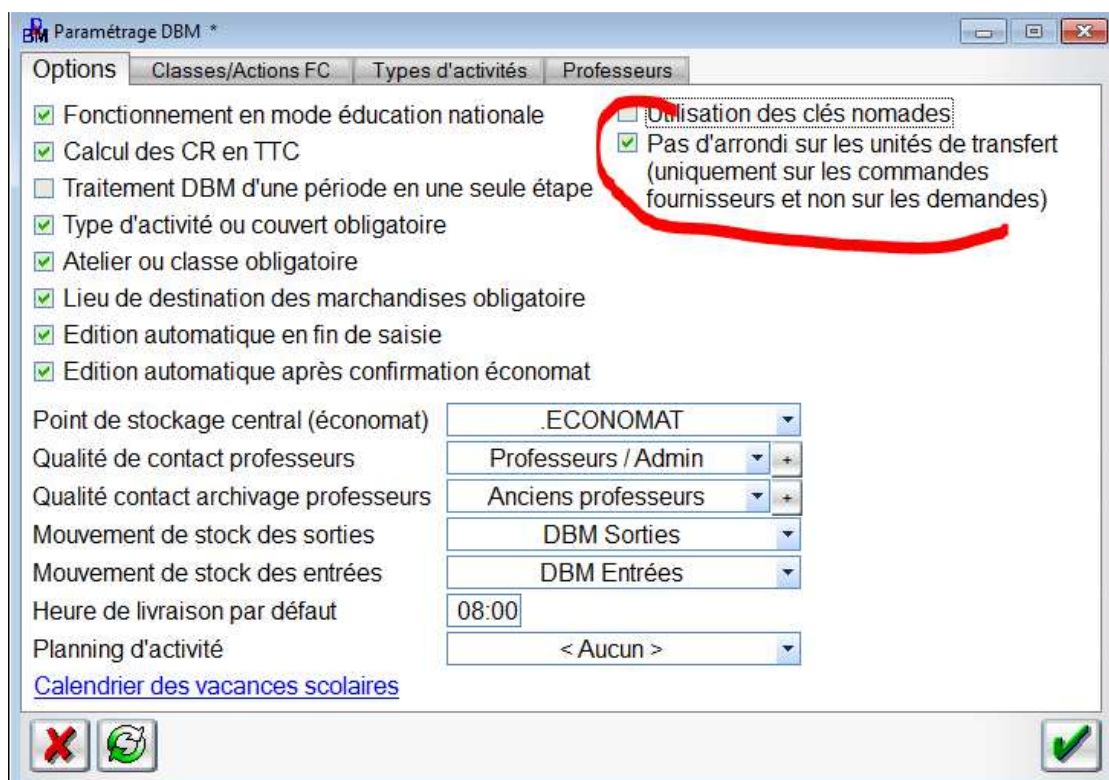 DBM Paramétrage DBM *
Options Classes/Actions FC Types d'activités Professeurs
Fonctionnement en mode éducation nationale
Calcul des CR en TTC
Traitement DBM d'une période en une seule étape
Type d'activité ou couvert obligatoire
Atelier ou classe obligatoire
Lieu de destination des marchandises obligatoire
Edition automatique en fin de saisie
Edition automatique après confirmation économat
Utilisation des clés nomades
Pas d'arrondi sur les unités de transfert
(uniquement sur les commandes
fournisseurs et non sur les demandes)
Point de stockage central (économat) .ECONOMAT
Qualité de contact professeurs Professeurs / Admin +
Qualité contact archivage professeurs Anciens professeurs +
Mouvement de stock des sorties DBM Sorties
Mouvement de stock des entrées DBM Entrées
Heure de livraison par défaut 08:00
Planning d'activité < Aucun >
Calendrier des vacances scolaires